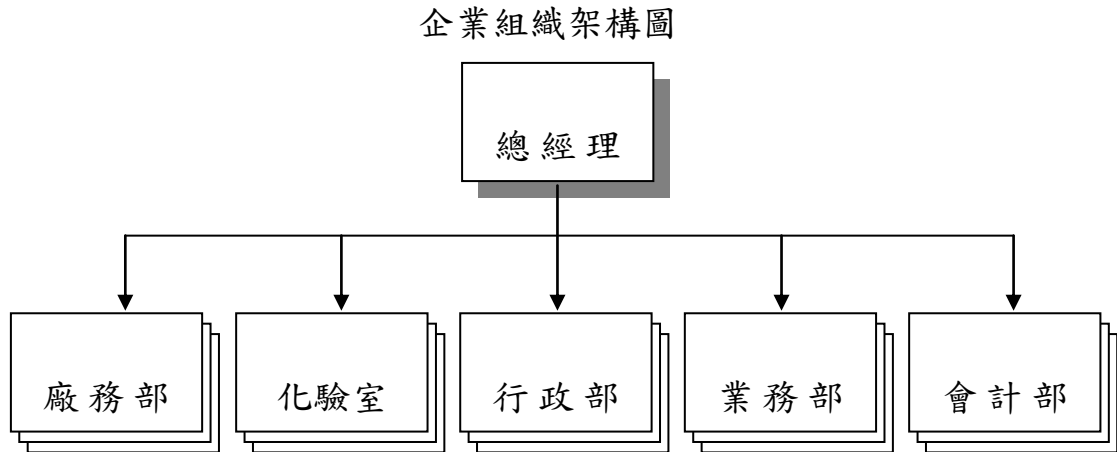 企業組織架構圖
總經理
廠務部
化驗室
行政部
業務部
會計部